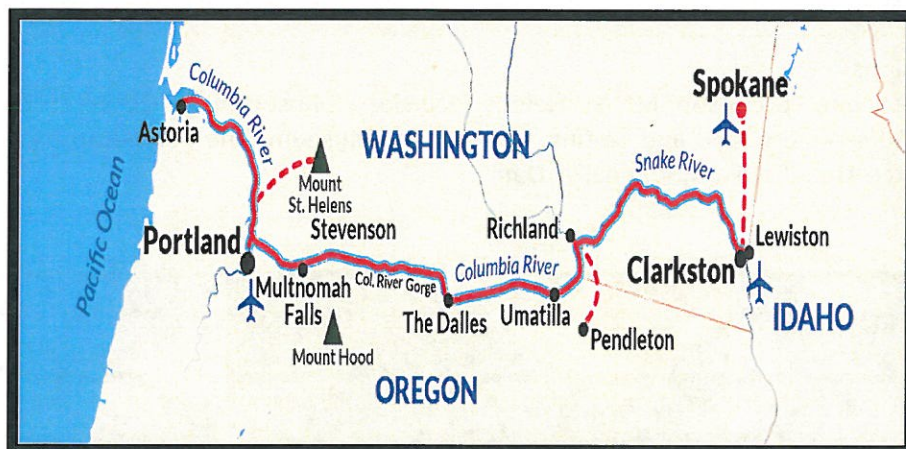 Spokane
Columbia River
Astoria
WASHINGTON
Snake River
Mount
St. Helens
Stevenson
Pacific Ocean
Portland
Richland
Lewiston
Clarkston
Columbia River
Col. River Gorge
Multnomah
Falls
The Dalles
Umatilla
IDAHO
Pendleton
Mount Hood
OREGON